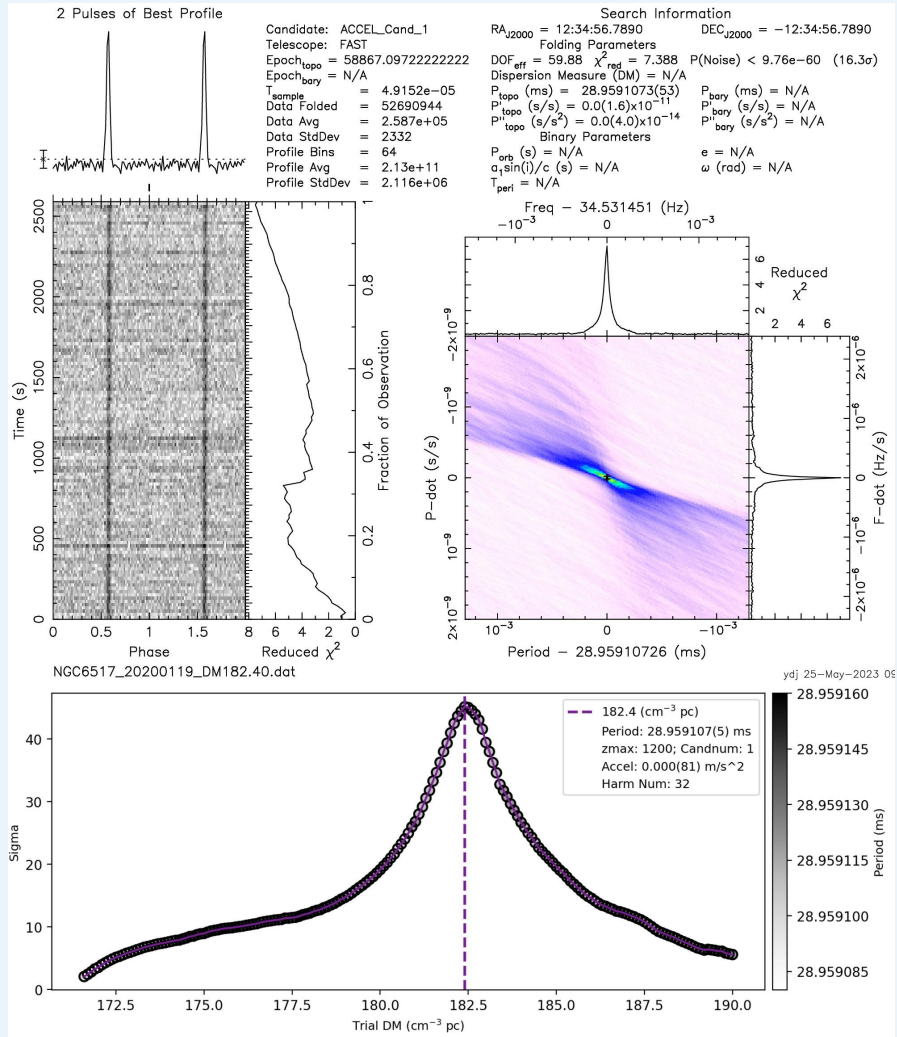 2 Pulses of Best Profile
Search Information
Candidate: ACCEL_Cand_1
Telescope: FAST
Epoch_topo = 58867.09722222222
Epoch_bary = N/A
T_sample = 4.9152e-05
Data Folded = 52690944
Data Avg = 2.587e+05
Data StdDev = 2332
Profile Bins = 64
Profile Avg = 2.13e+11
Profile StdDev = 2.116e+06
RA_J2000 = 12:34:56.7890 DEC_J2000 = −12:34:56.7890
Folding Parameters
DOF_eff = 59.88 χ²_red = 7.388 P(Noise) < 9.76e−60 (16.3σ)
Dispersion Measure (DM) = N/A
P_topo (ms) = 28.9591073(53) P_bary (ms) = N/A
P'_topo (s/s) = 0.0(1.6)x10⁻¹¹ P'_bary (s/s) = N/A
P''_topo (s/s²) = 0.0(4.0)x10⁻¹⁴ P''_bary (s/s²) = N/A
Binary Parameters
P_orb (s) = N/A e = N/A
a₁sin(i)/c (s) = N/A ω (rad) = N/A
T_peri = N/A
2500
2000
1500
1000
500
0
Time (s)
0 0.5 1 1.5
Phase
8 6 4 2 0
Reduced χ²
1
0.8
0.6
0.4
0.2
0
Fraction of Observation
Freq − 34.531451 (Hz)
−10⁻³ 0 10⁻³
6
4
2
Reduced
χ²
2 4 6
−2×10⁻⁹
−10⁻⁹
0
10⁻⁹
2×10⁻⁹
P−dot (s/s)
2×10⁻⁶
10⁻⁶
0
−10⁻⁶
−2×10⁻⁶
F−dot (Hz/s)
10⁻³ 0 −10⁻³
Period − 28.95910726 (ms)
NGC6517_20200119_DM182.40.dat
ydj 25−May−2023 09
40
30
20
10
0
Sigma
182.4 (cm⁻³ pc)
Period: 28.959107(5) ms
zmax: 1200; Candnum: 1
Accel: 0.000(81) m/s^2
Harm Num: 32
172.5 175.0 177.5 180.0 182.5 185.0 187.5 190.0
Trial DM (cm⁻³ pc)
28.959160
28.959145
28.959130
28.959115
28.959100
28.959085
Period (ms)